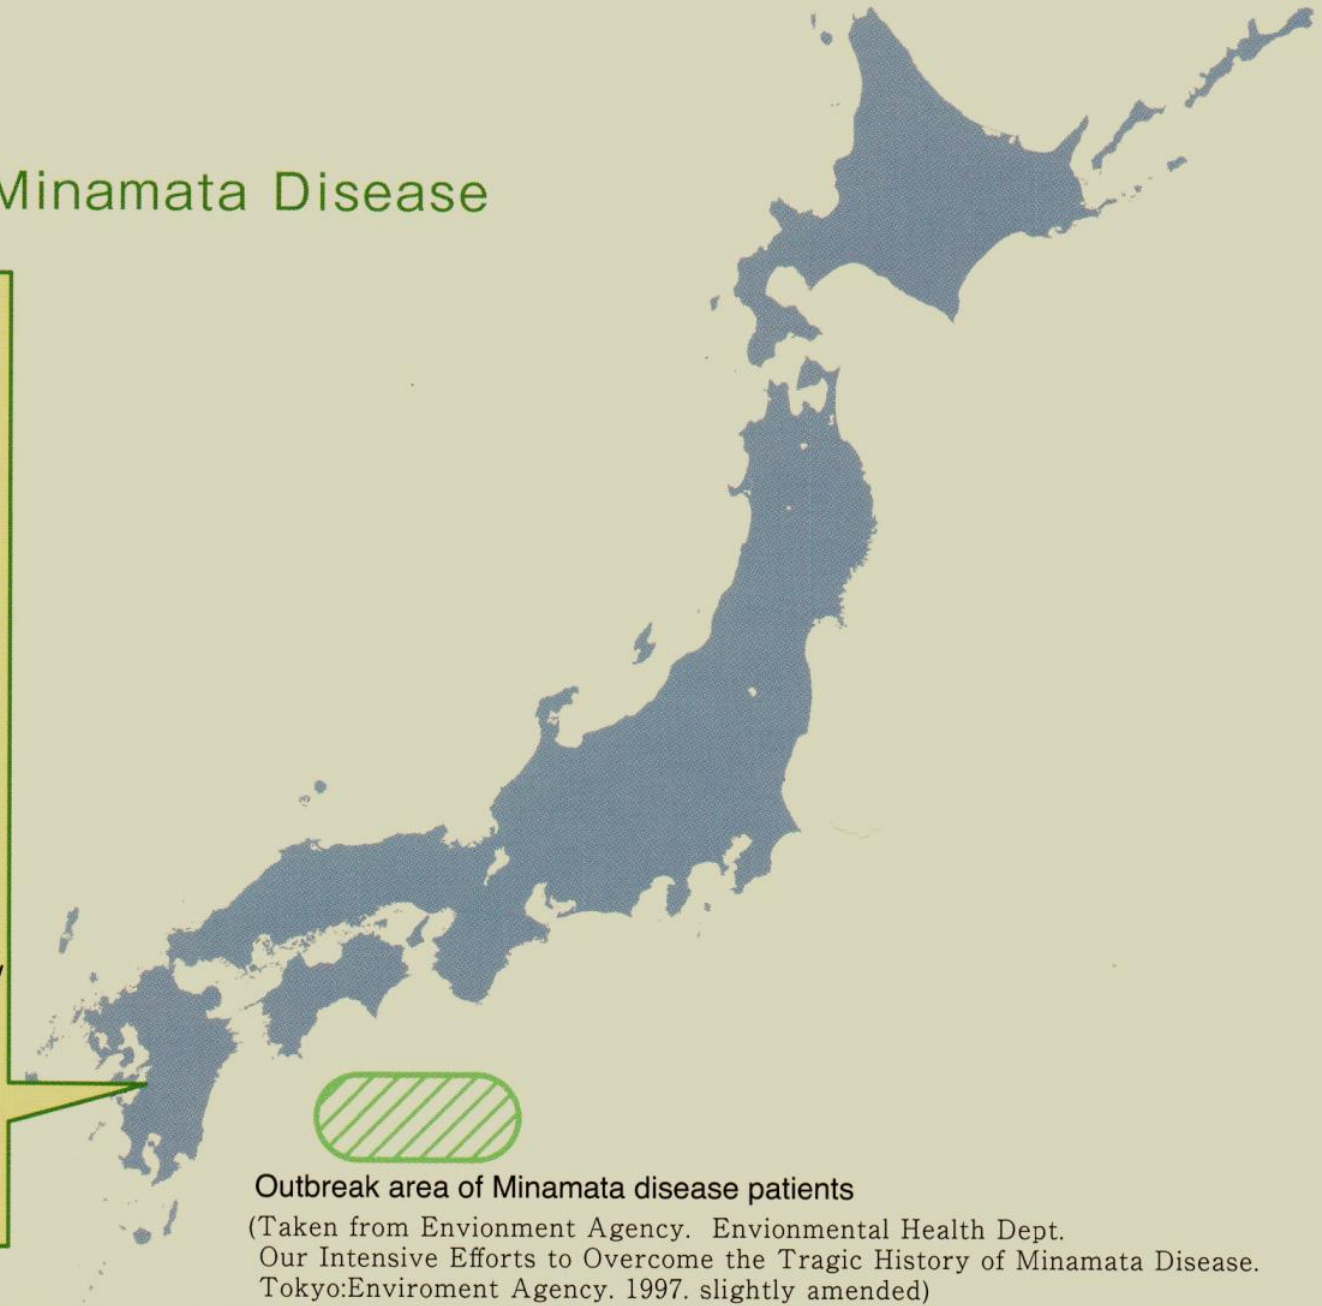 Minamata Disease
Outbreak area of Minamata disease patients
(Taken from Envionment Agency. Envionmental Health Dept.
Our Intensive Efforts to Overcome the Tragic History of Minamata Disease.
Tokyo:Enviroment Agency. 1997. slightly amended)